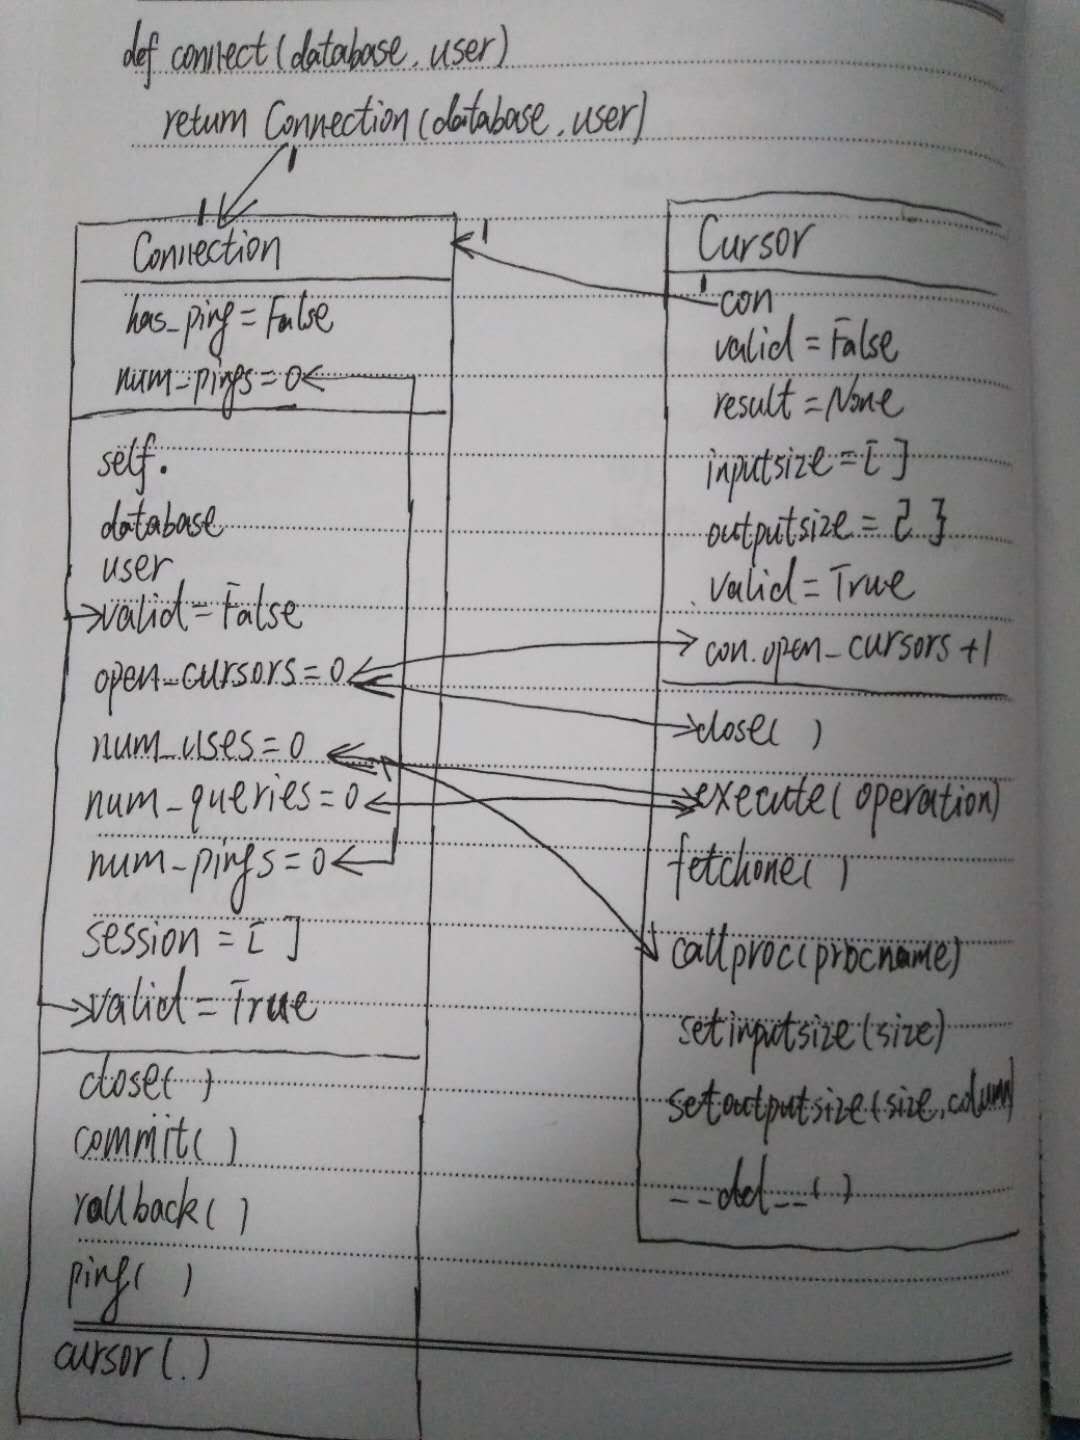 def connect(database, user)
return Connection(database, user)
1
1
Connection
has_ping = False
num_pings = 0
self.
database
user
valid = False
open_cursors = 0
num_uses = 0
num_queries = 0
num_pings = 0
session = [ ]
valid = True
close( )
commit( )
rollback( )
ping( )
cursor(.)
1
Cursor
1
con
valid = False
result = None
inputsize = [ ]
outputsize = { }
valid = True
con.open_cursors +1
close( )
execute( operation)
fetchone( )
callproc(procname)
setinputsize(size)
setoutputsize(size, column)
__del__( )